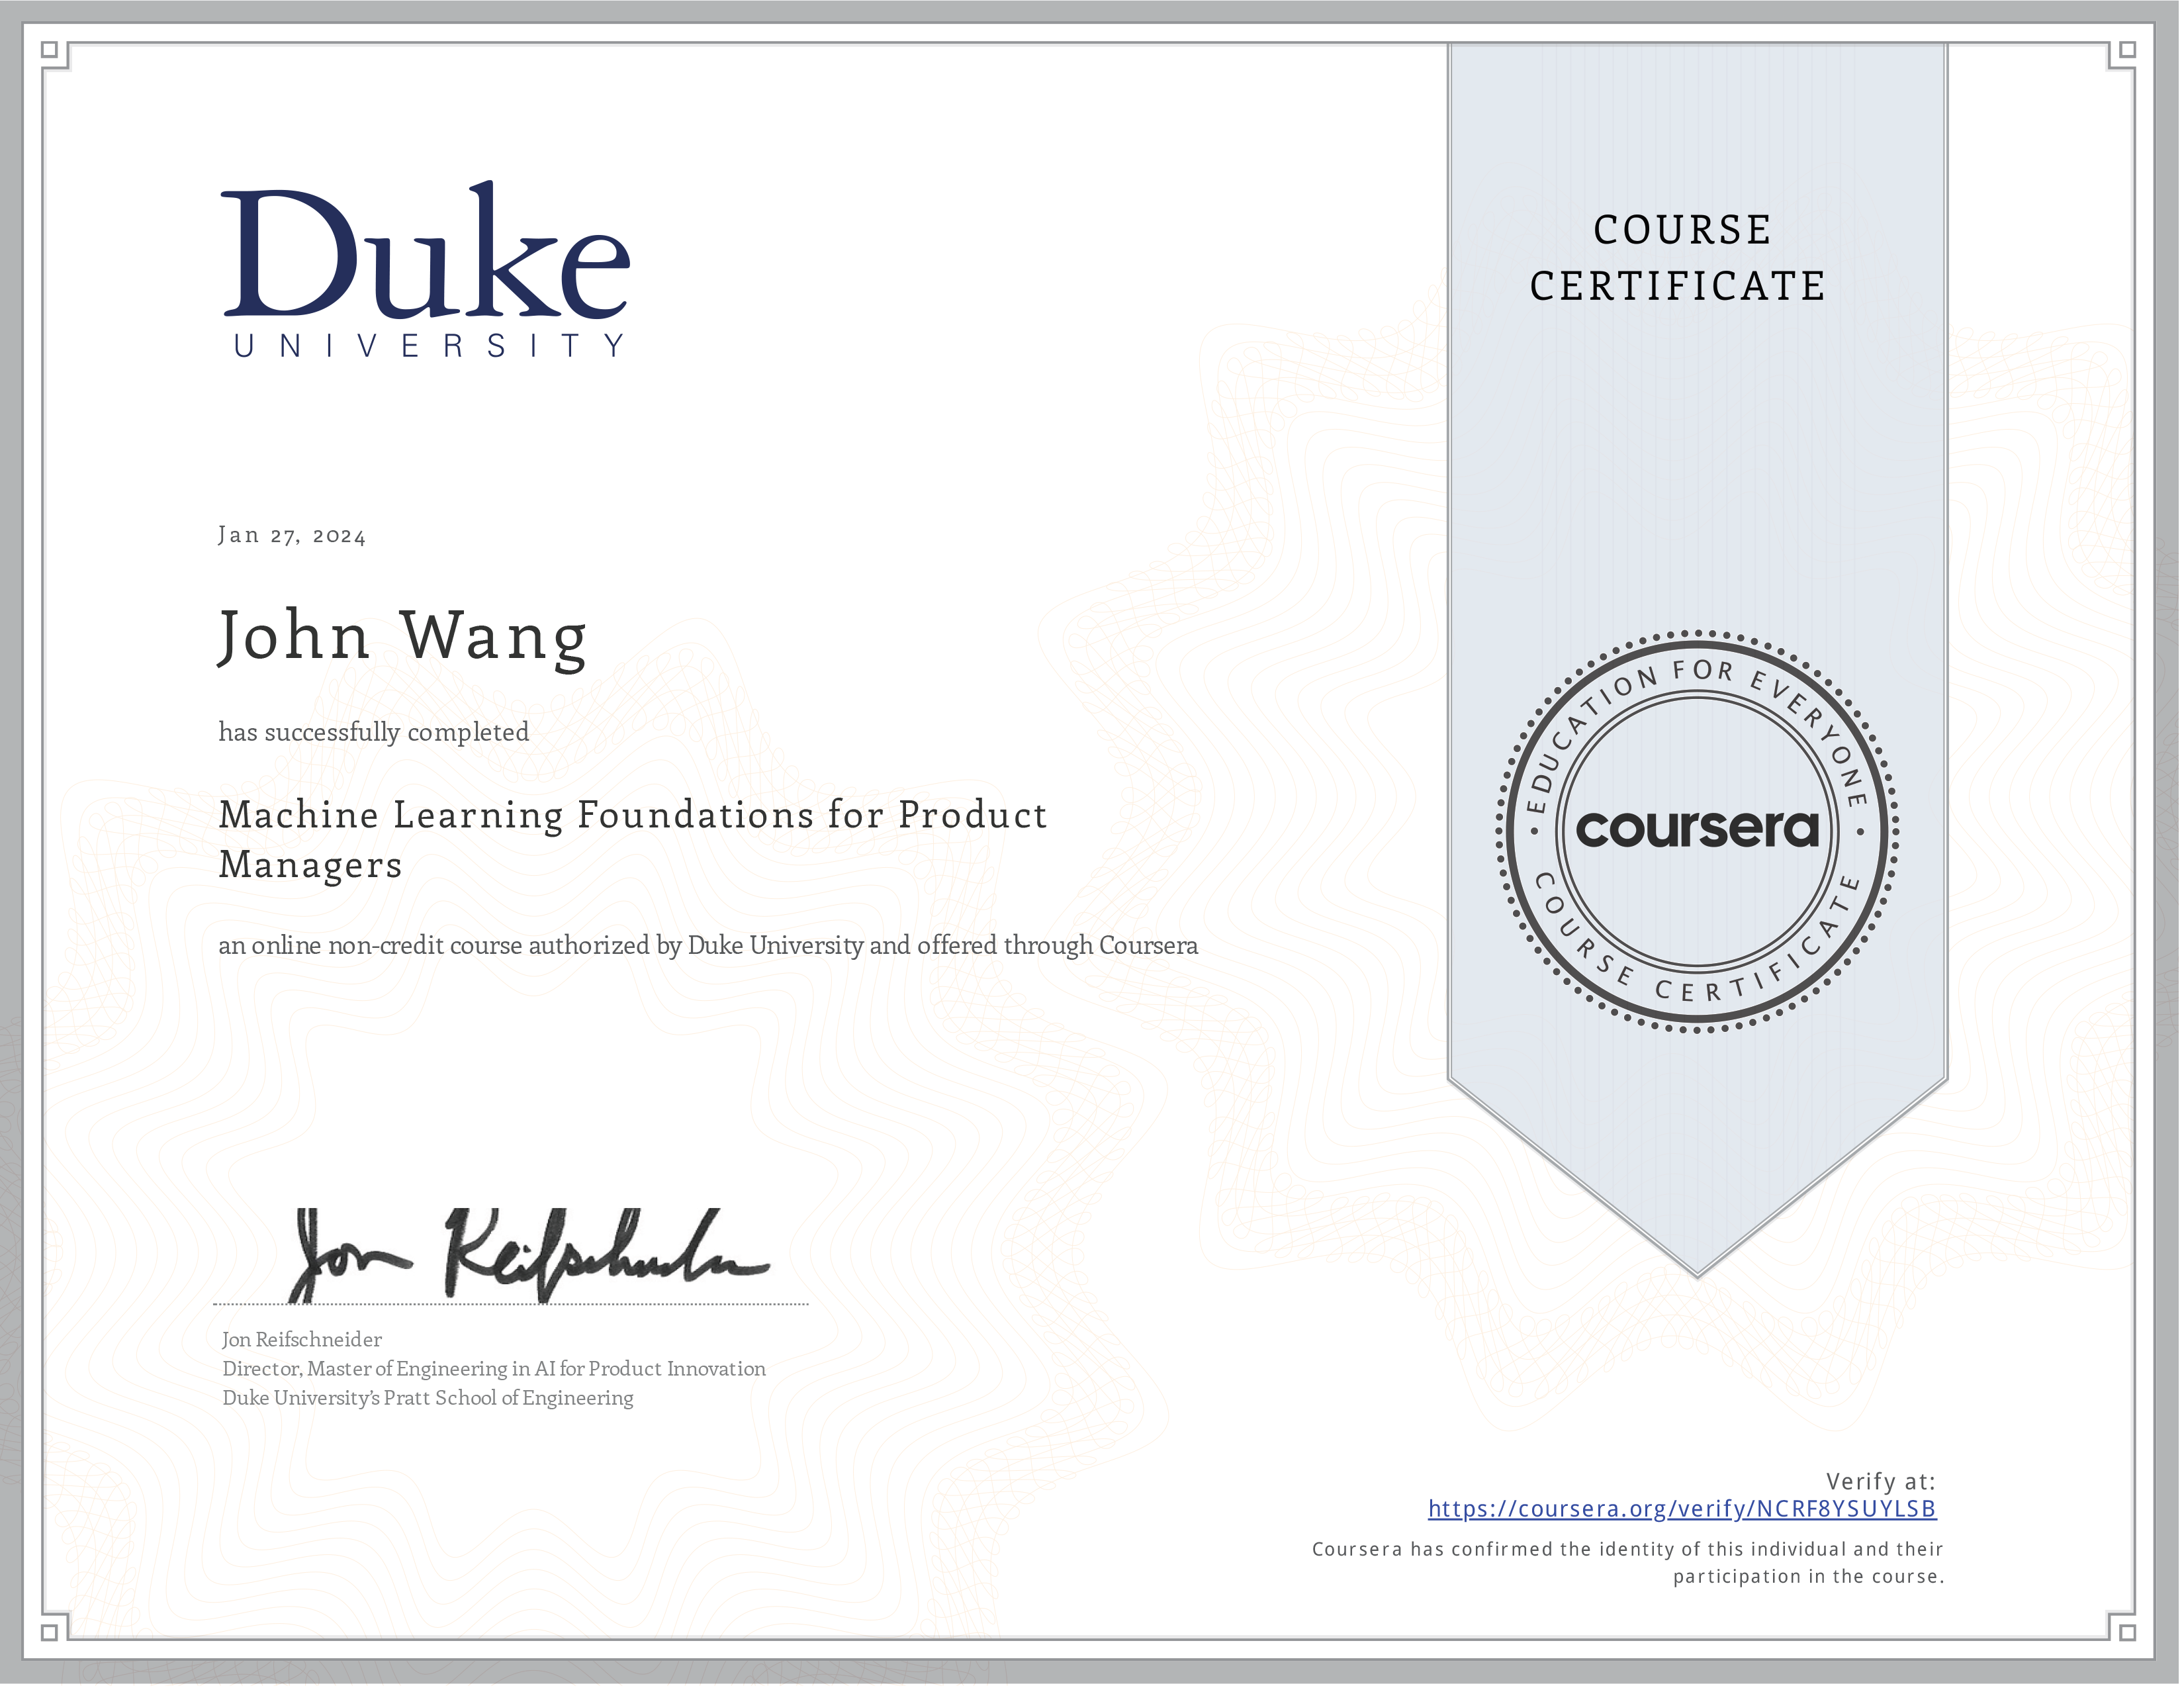 Duke
UNIVERSITY
COURSE
CERTIFICATE
Jan 27, 2024
John Wang
has successfully completed
Machine Learning Foundations for Product
Managers
an online non-credit course authorized by Duke University and offered through Coursera
EDUCATION FOR EVERYONE
coursera
COURSE CERTIFICATE
Jon Reifschneider
Jon Reifschneider
Director, Master of Engineering in AI for Product Innovation
Duke University's Pratt School of Engineering
Verify at:
https://coursera.org/verify/NCRF8YSUYLSB
Coursera has confirmed the identity of this individual and their
participation in the course.